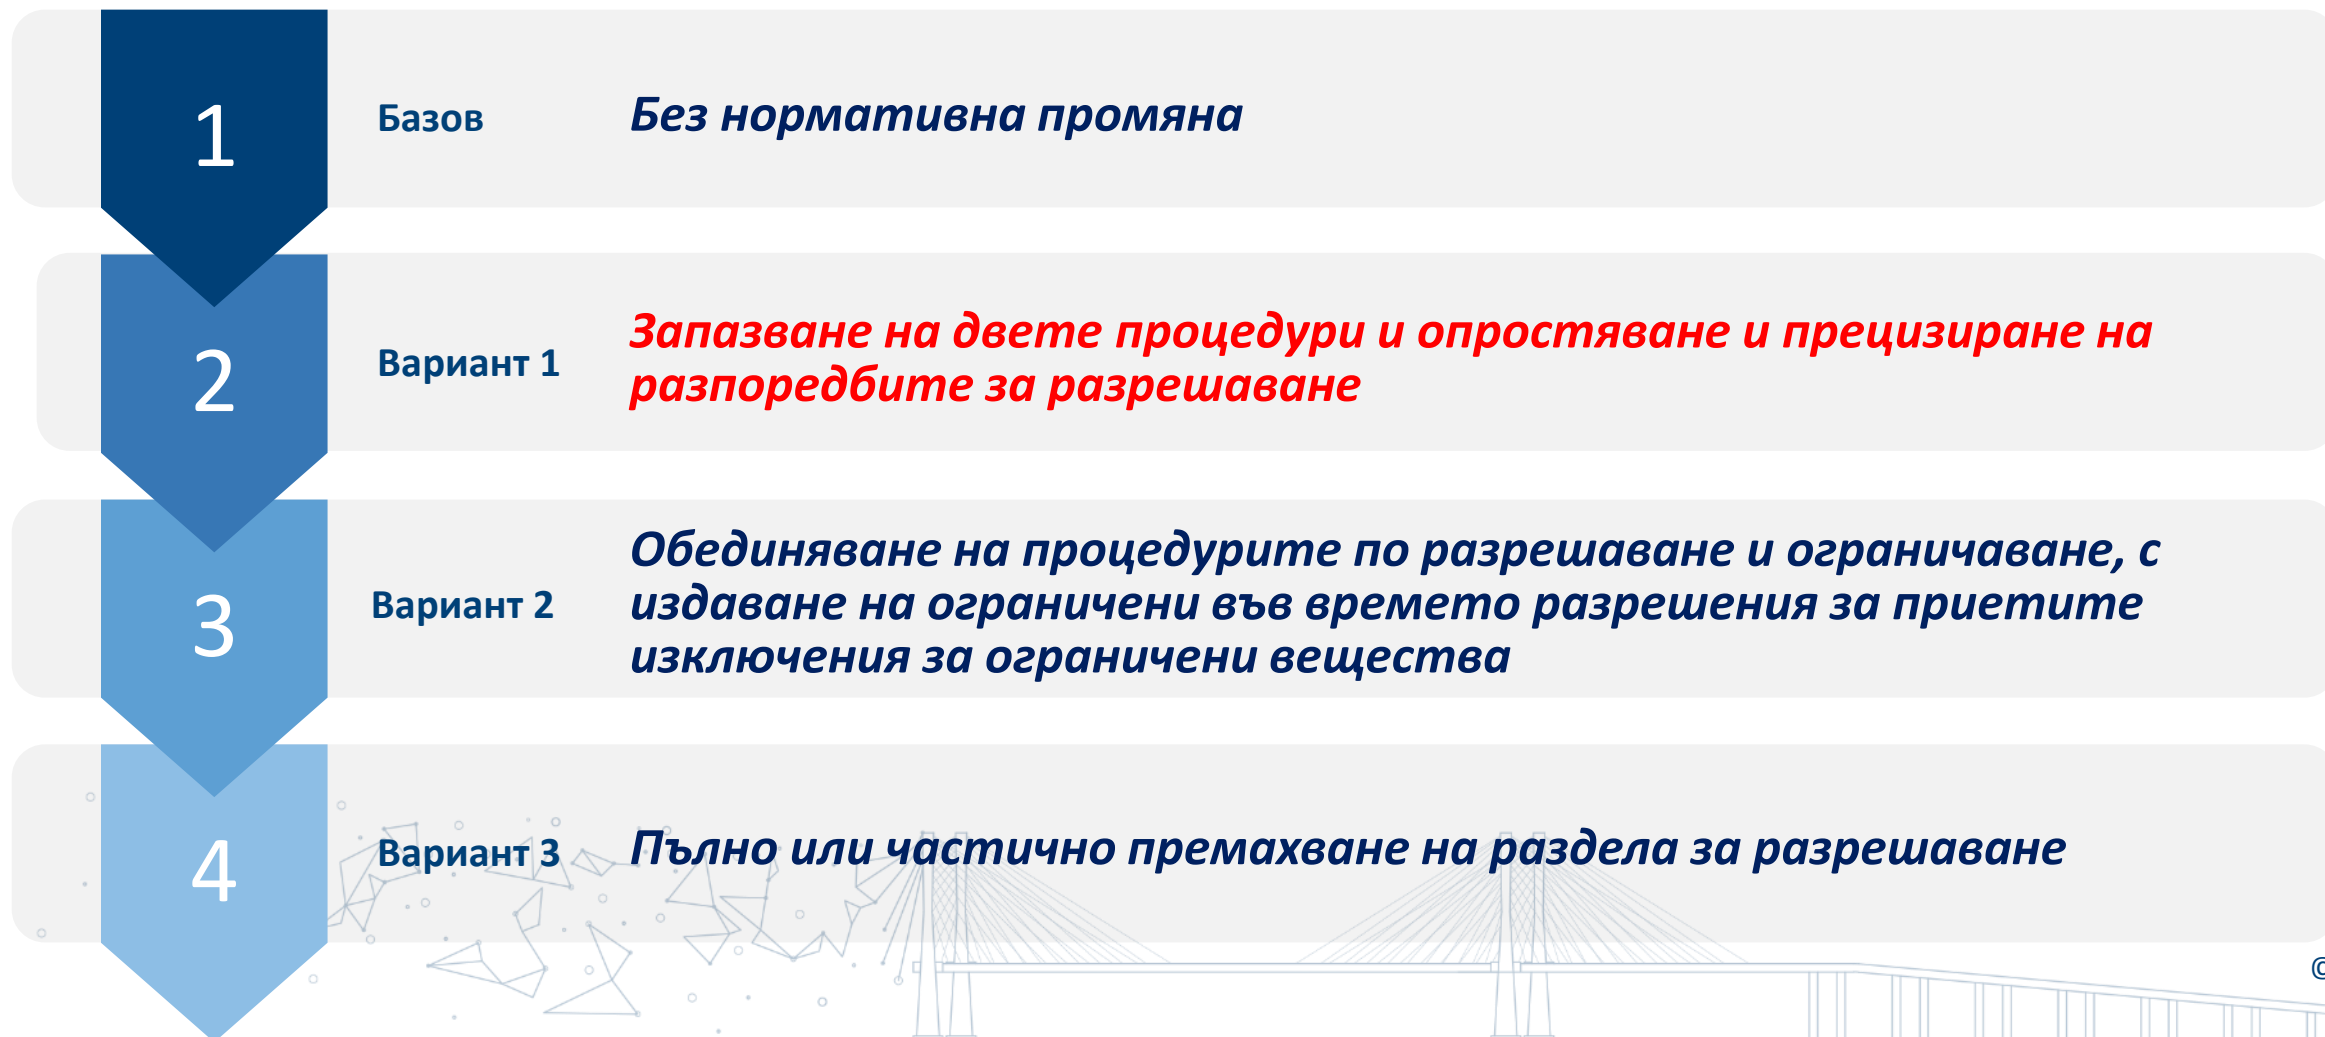 1
Базов
Без нормативна промяна
2
Вариант 1
Запазване на двете процедури и опростяване и прецизиране на
разпоредбите за разрешаване
3
Вариант 2
Обединяване на процедурите по разрешаване и ограничаване, с
издаване на ограничени във времето разрешения за приетите
изключения за ограничени вещества
4
Вариант 3
Пълно или частично премахване на раздела за разрешаване
©